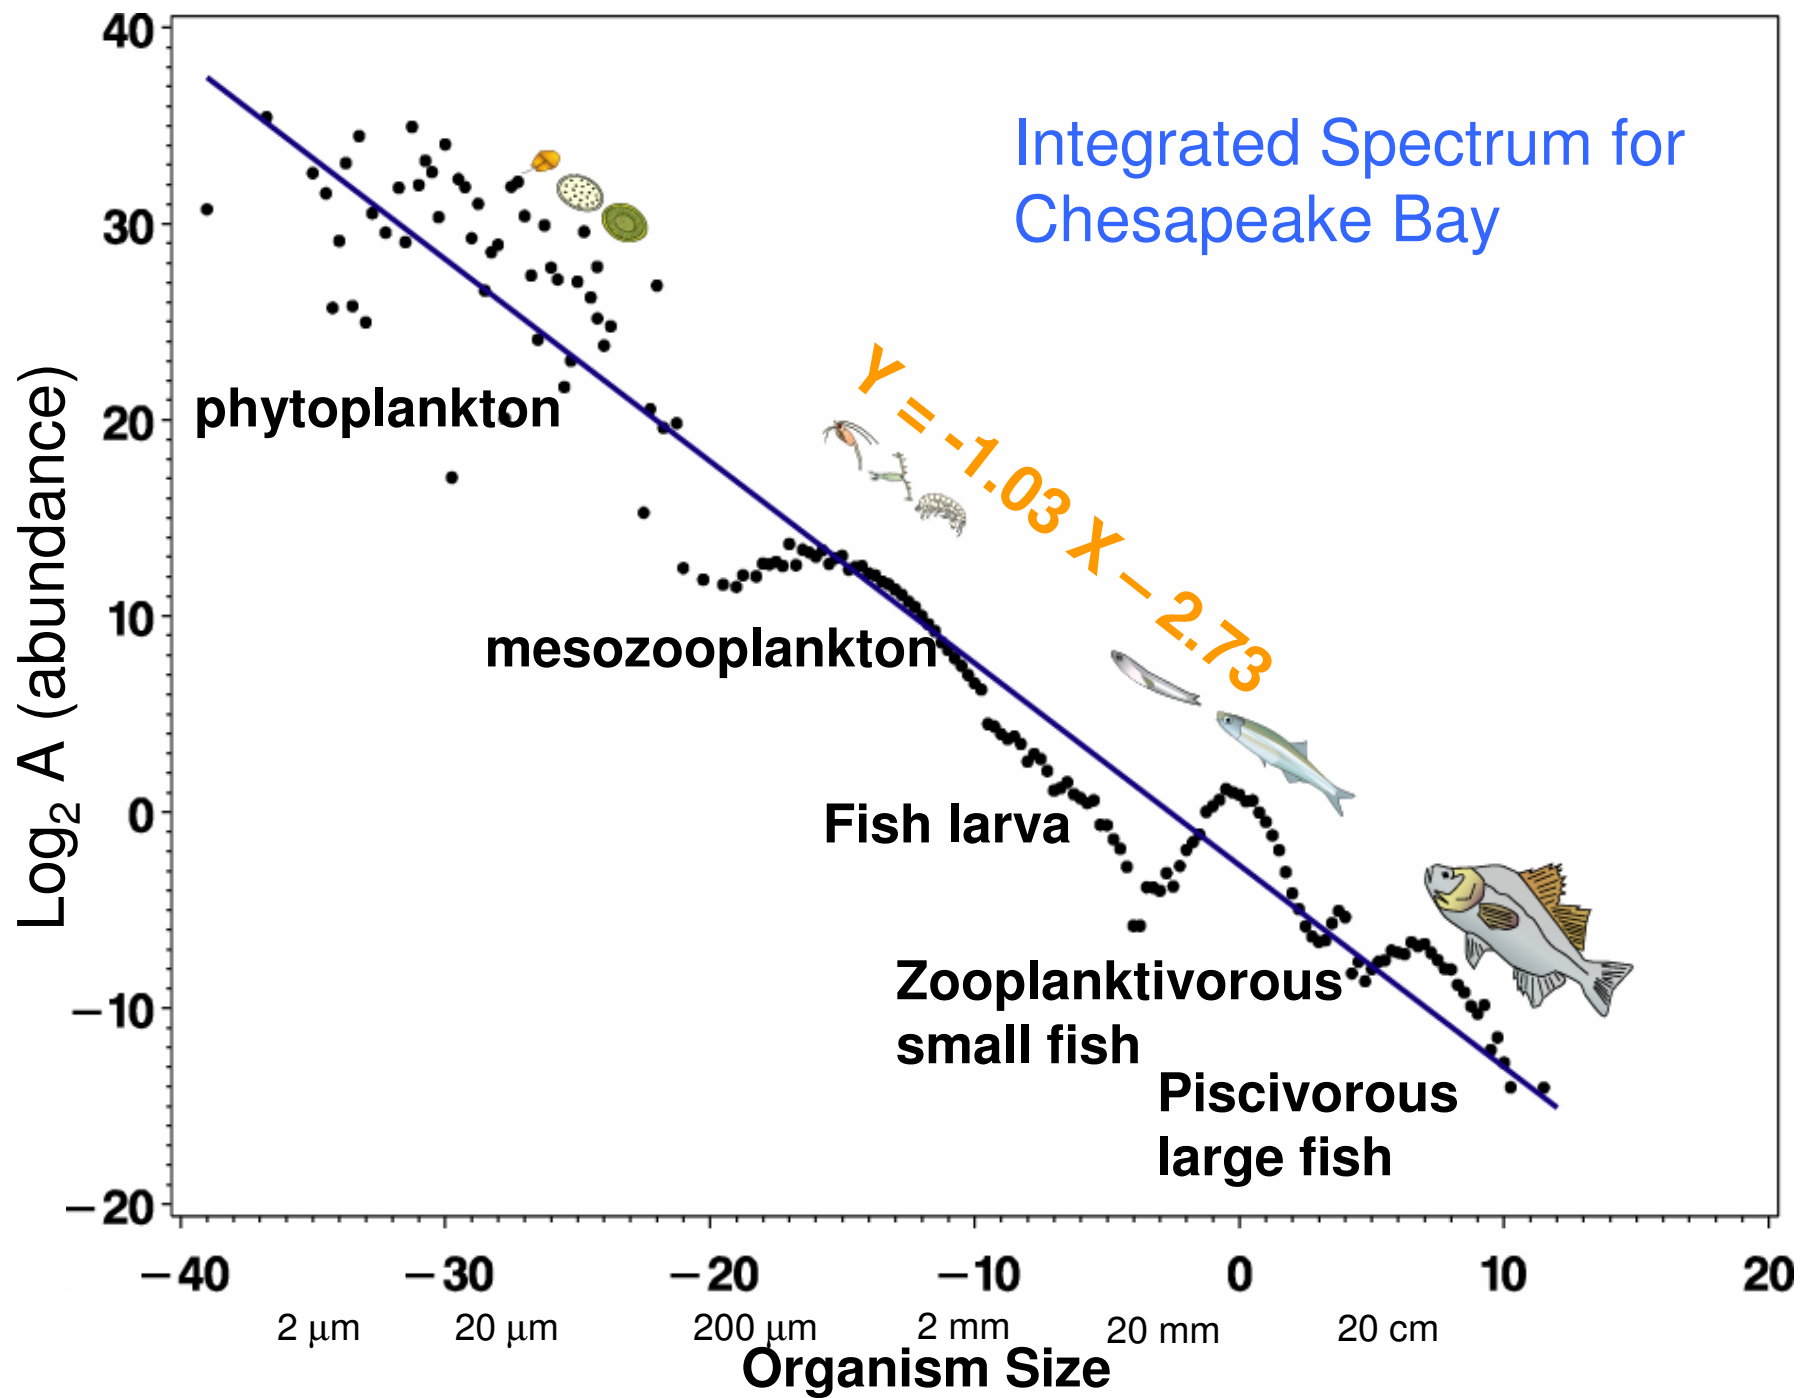 Integrated Spectrum for
Chesapeake Bay
Y = -1.03 X – 2.73
phytoplankton
mesozooplankton
Fish larva
Zooplanktivorous
small fish
Piscivorous
large fish
Log₂ A (abundance)
40
30
20
10
0
−10
−20
−40 −30 −20 −10 0 10 20
2 μm 20 μm 200 μm 2 mm 20 mm 20 cm
Organism Size